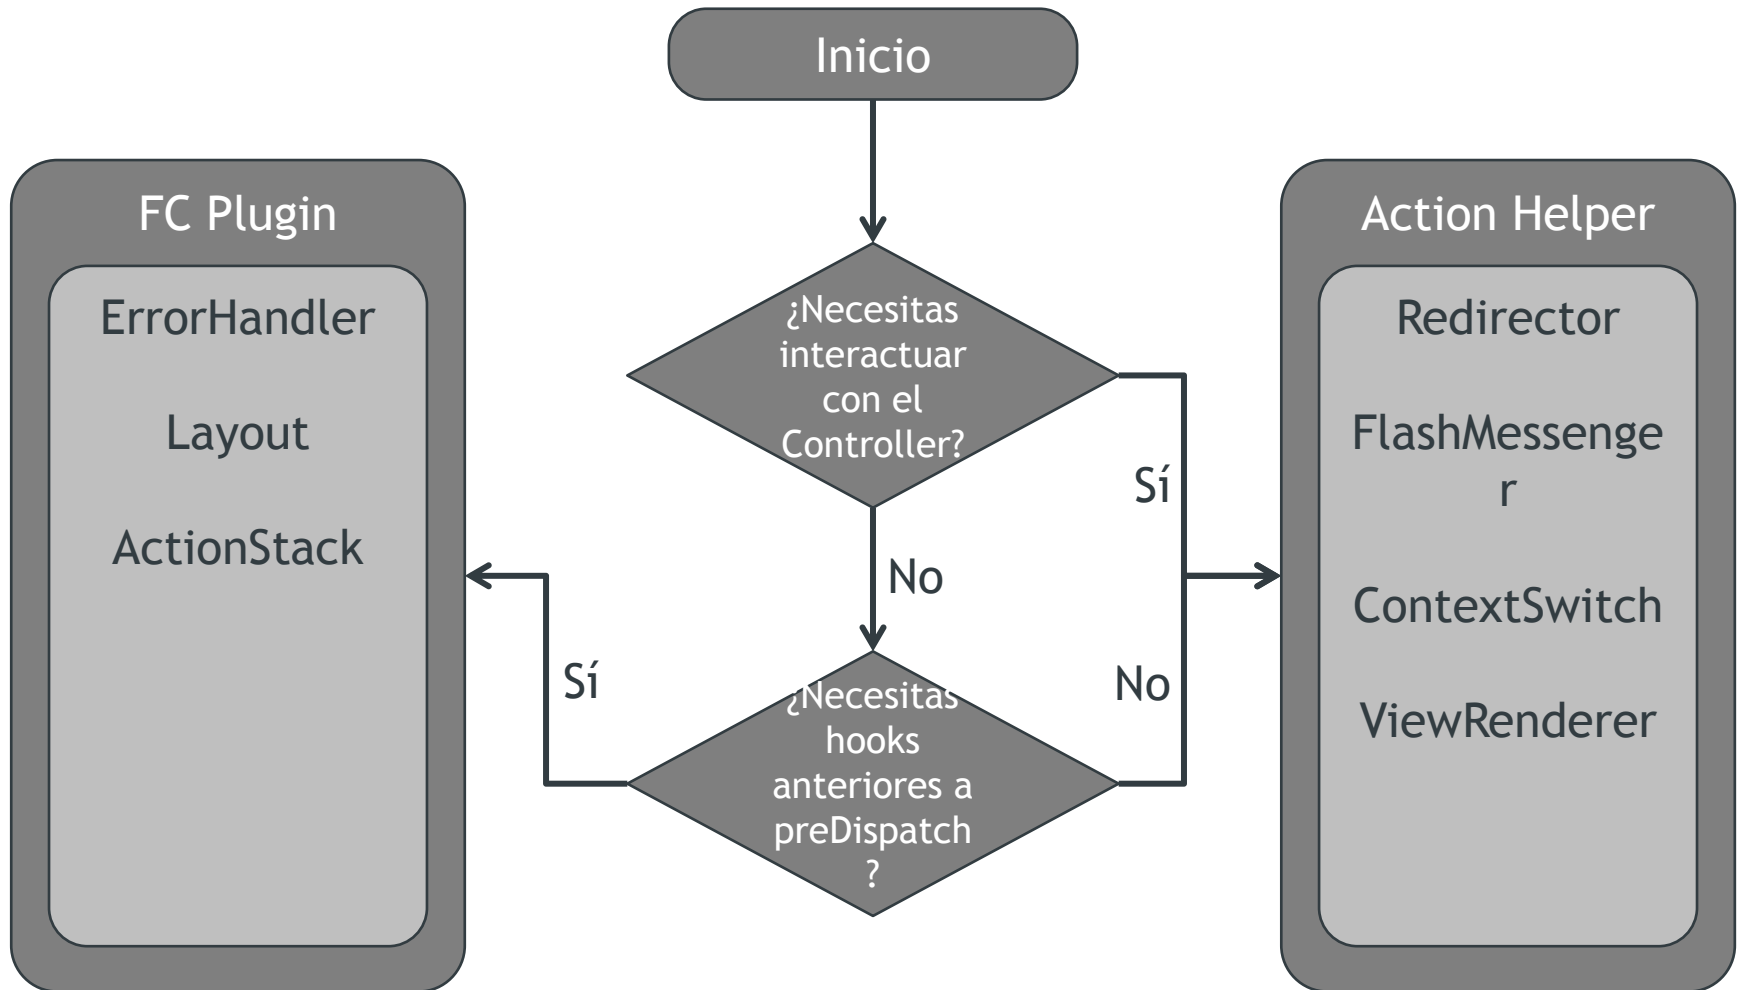 Inicio
FC Plugin
ErrorHandler
Layout
ActionStack
¿Necesitas
interactuar
con el
Controller?
Sí
No
Sí
No
¿Necesitas
hooks
anteriores a
preDispatch
?
Action Helper
Redirector
FlashMessenge
r
ContextSwitch
ViewRenderer